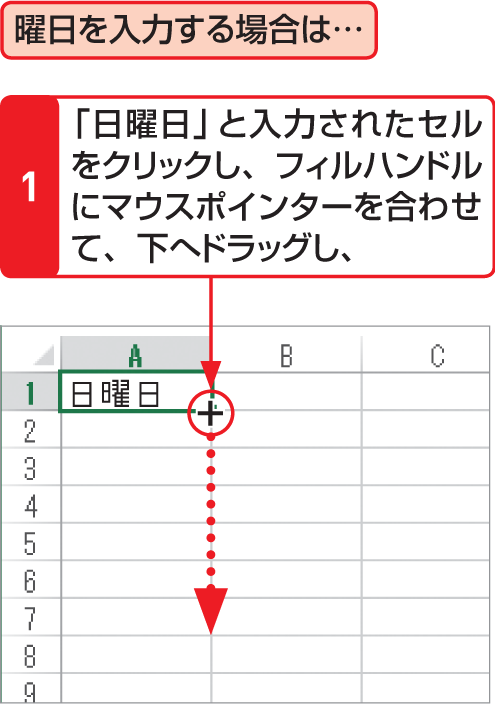 曜日を入力する場合は…
1
「日曜日」と入力されたセル
をクリックし、フィルハンドル
にマウスポインターを合わせ
て、下へドラッグし、
A B C
1 日曜日
2
3
4
5
6
7
8
9